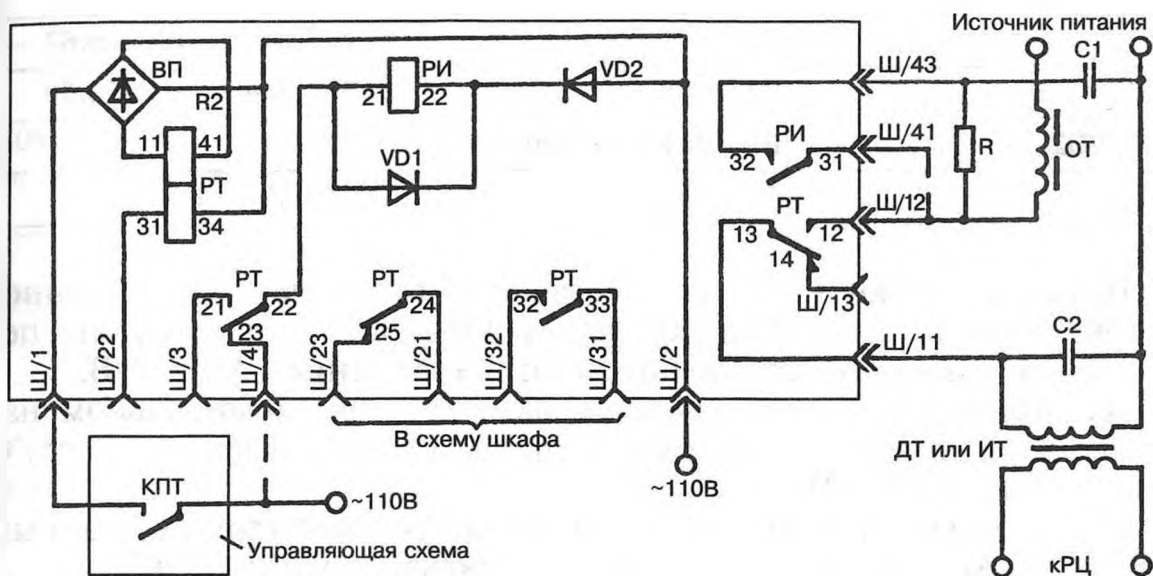 Источник питания
ВП
R2
11
41
РТ
31
34
РИ
21
22
VD1
VD2
Ш/43
C1
РИ
32
31
Ш/41
R
ОТ
РТ
13
12
14
Ш/12
Ш/13
Ш/11
C2
РТ
21
22
23
РТ
24
25
РТ
32
33
Ш/1
Ш/22
Ш/3
Ш/4
Ш/23
Ш/21
Ш/32
Ш/31
Ш/2
В схему шкафа
ДТ или ИТ
КПТ
~110В
~110В
Управляющая схема
кРЦ